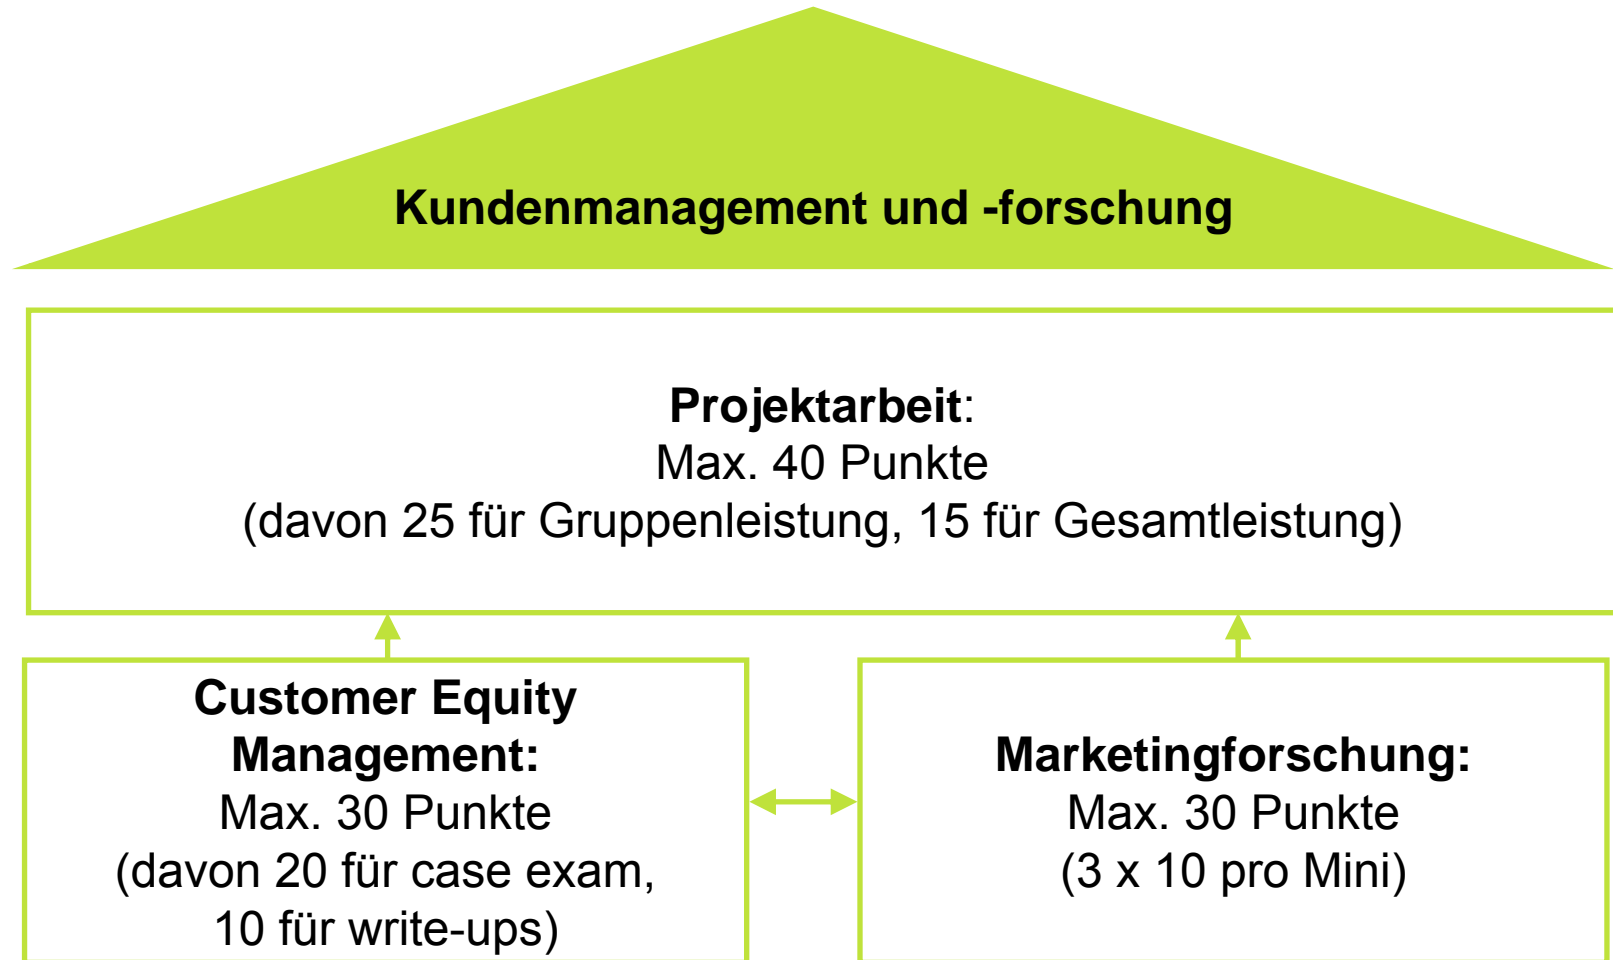 Kundenmanagement und -forschung
Projektarbeit:
Max. 40 Punkte
(davon 25 für Gruppenleistung, 15 für Gesamtleistung)
Customer Equity
Management:
Max. 30 Punkte
(davon 20 für case exam,
10 für write-ups)
Marketingforschung:
Max. 30 Punkte
(3 x 10 pro Mini)